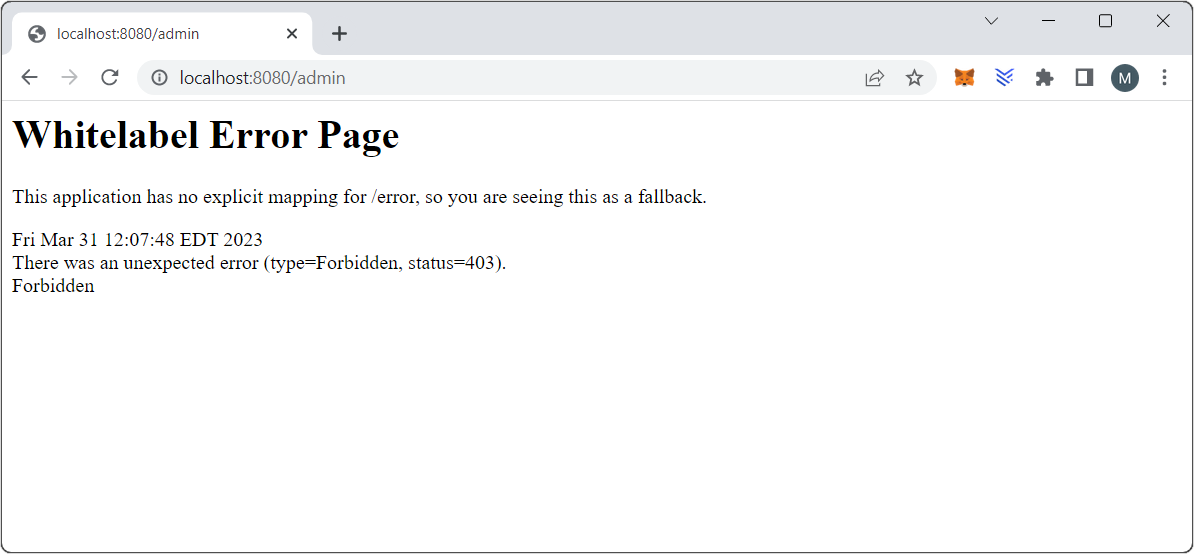 localhost:8080/admin
localhost:8080/admin
M
Whitelabel Error Page
This application has no explicit mapping for /error, so you are seeing this as a fallback.
Fri Mar 31 12:07:48 EDT 2023
There was an unexpected error (type=Forbidden, status=403).
Forbidden